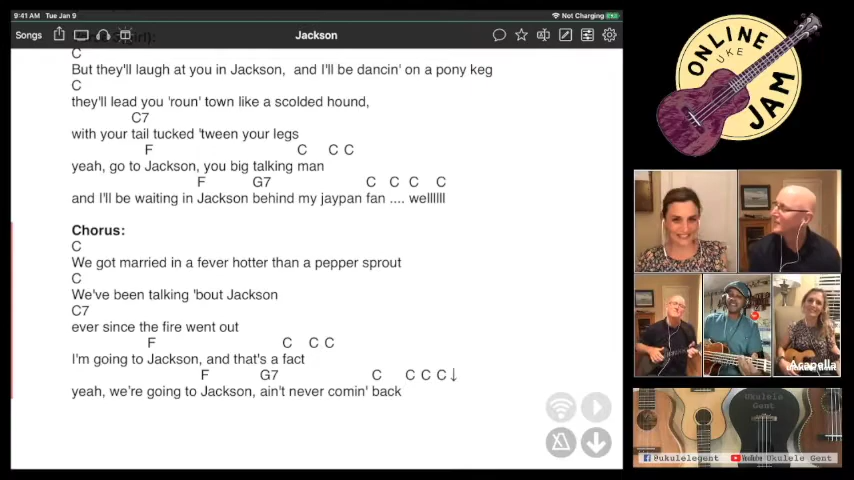 9:41 AM Tue Jan 9
Not Charging
Songs
Jackson
C
But they'll laugh at you in Jackson, and I'll be dancin' on a pony keg
C
they'll lead you 'roun' town like a scolded hound,
C7
with your tail tucked 'tween your legs
F C C C
yeah, go to Jackson, you big talking man
F G7 C C C C
and I'll be waiting in Jackson behind my jaypan fan .... wellllll
Chorus:
C
We got married in a fever hotter than a pepper sprout
C
We've been talking 'bout Jackson
C7
ever since the fire went out
F C C C
I'm going to Jackson, and that's a fact
F G7 C C C C↓
yeah, we're going to Jackson, ain't never comin' back
ONLINE
UKE
JAM
Acapella
Ukulele
Gent
@ukulelegent
Ukulele Gent